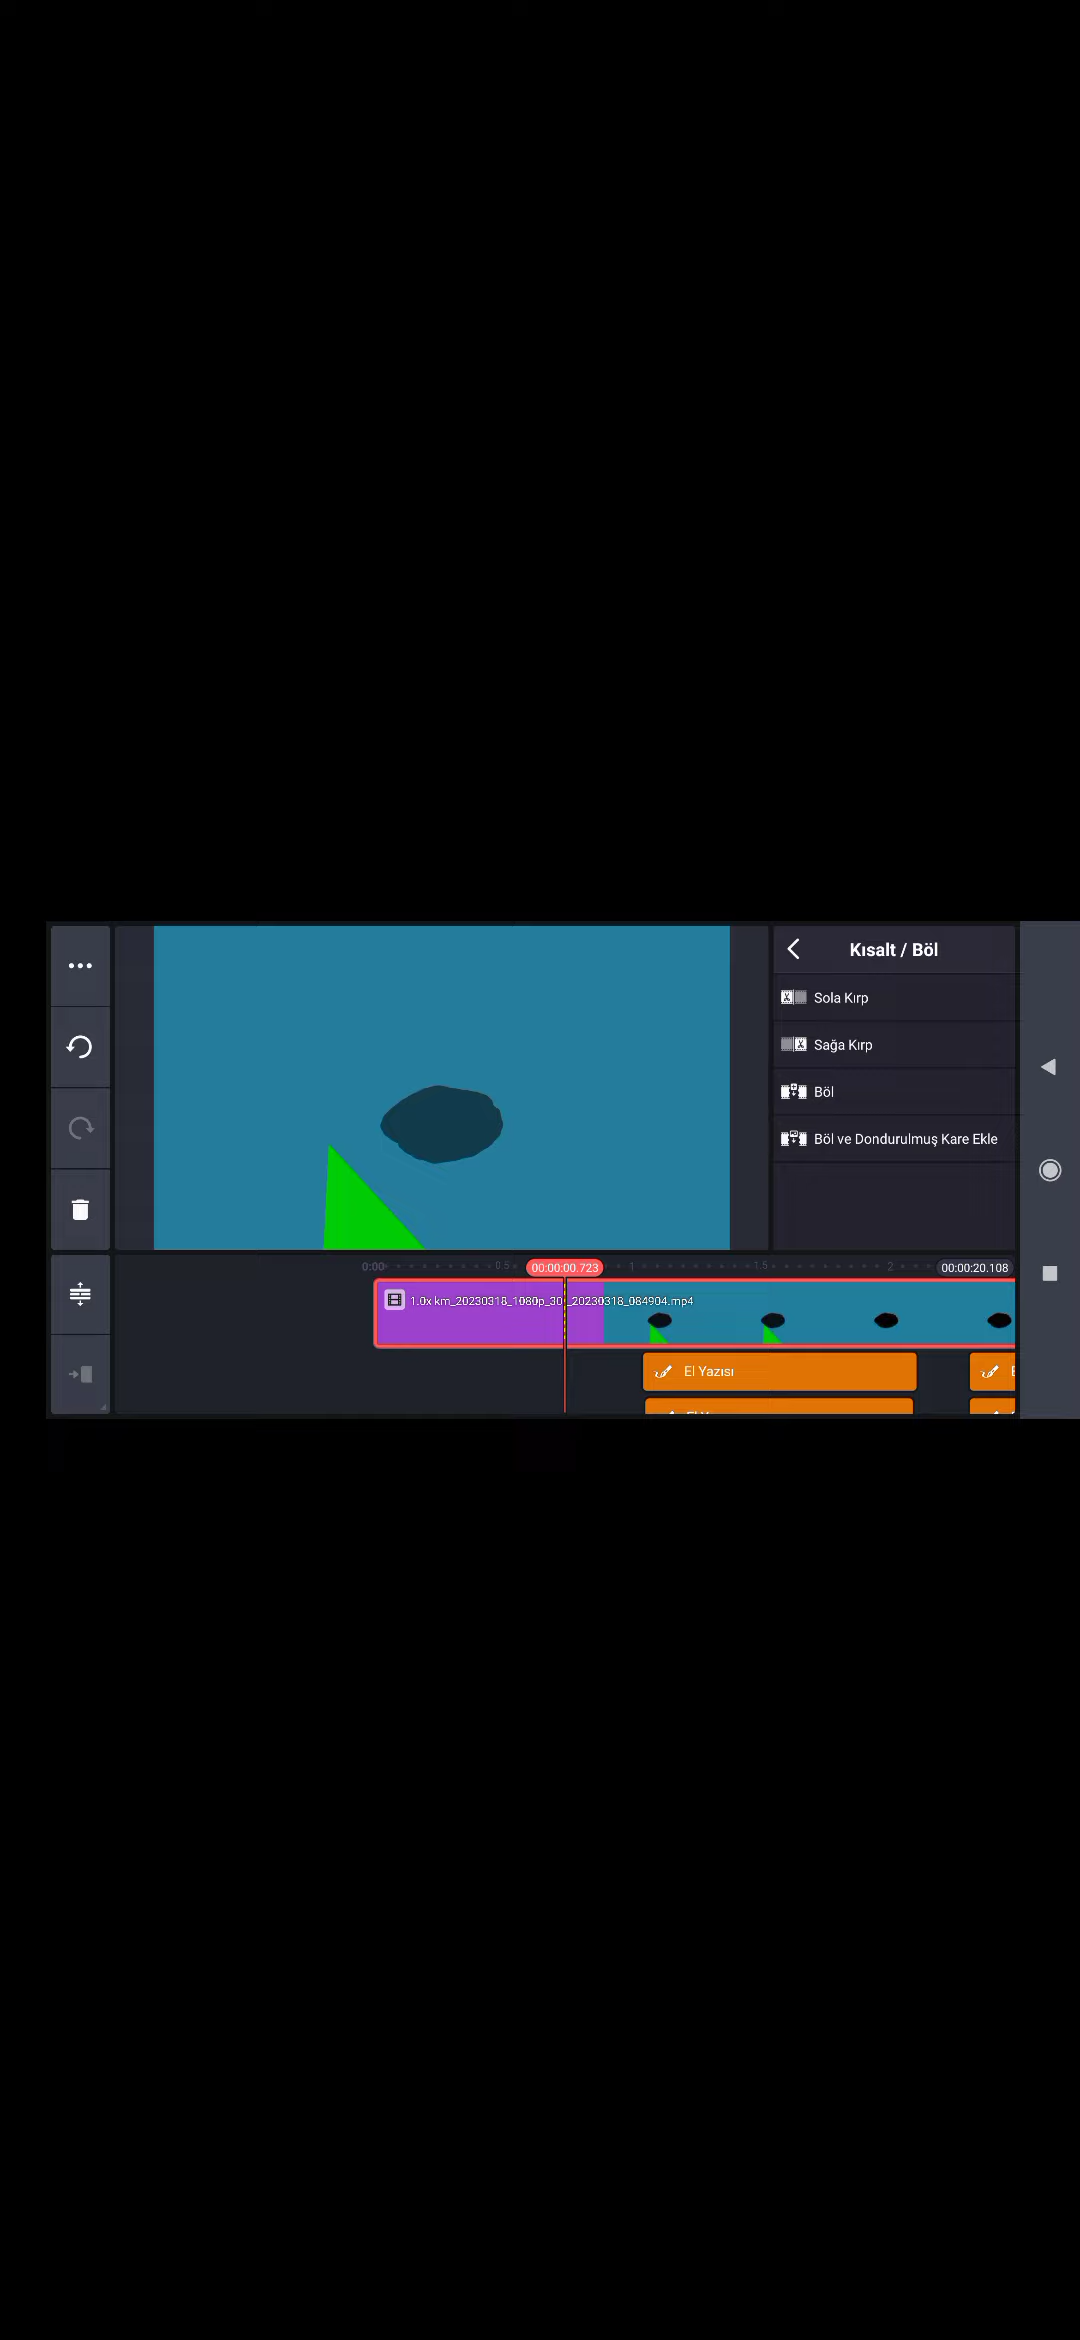 Kısalt / Böl
Sola Kırp
Sağa Kırp
Böl
Böl ve Dondurulmuş Kare Ekle
0:00
0.5
00:00:00.723
1
1.5
2
00:00:20.108
1.0x km_20230318_1080p_30f_20230318_084904.mp4
El Yazısı